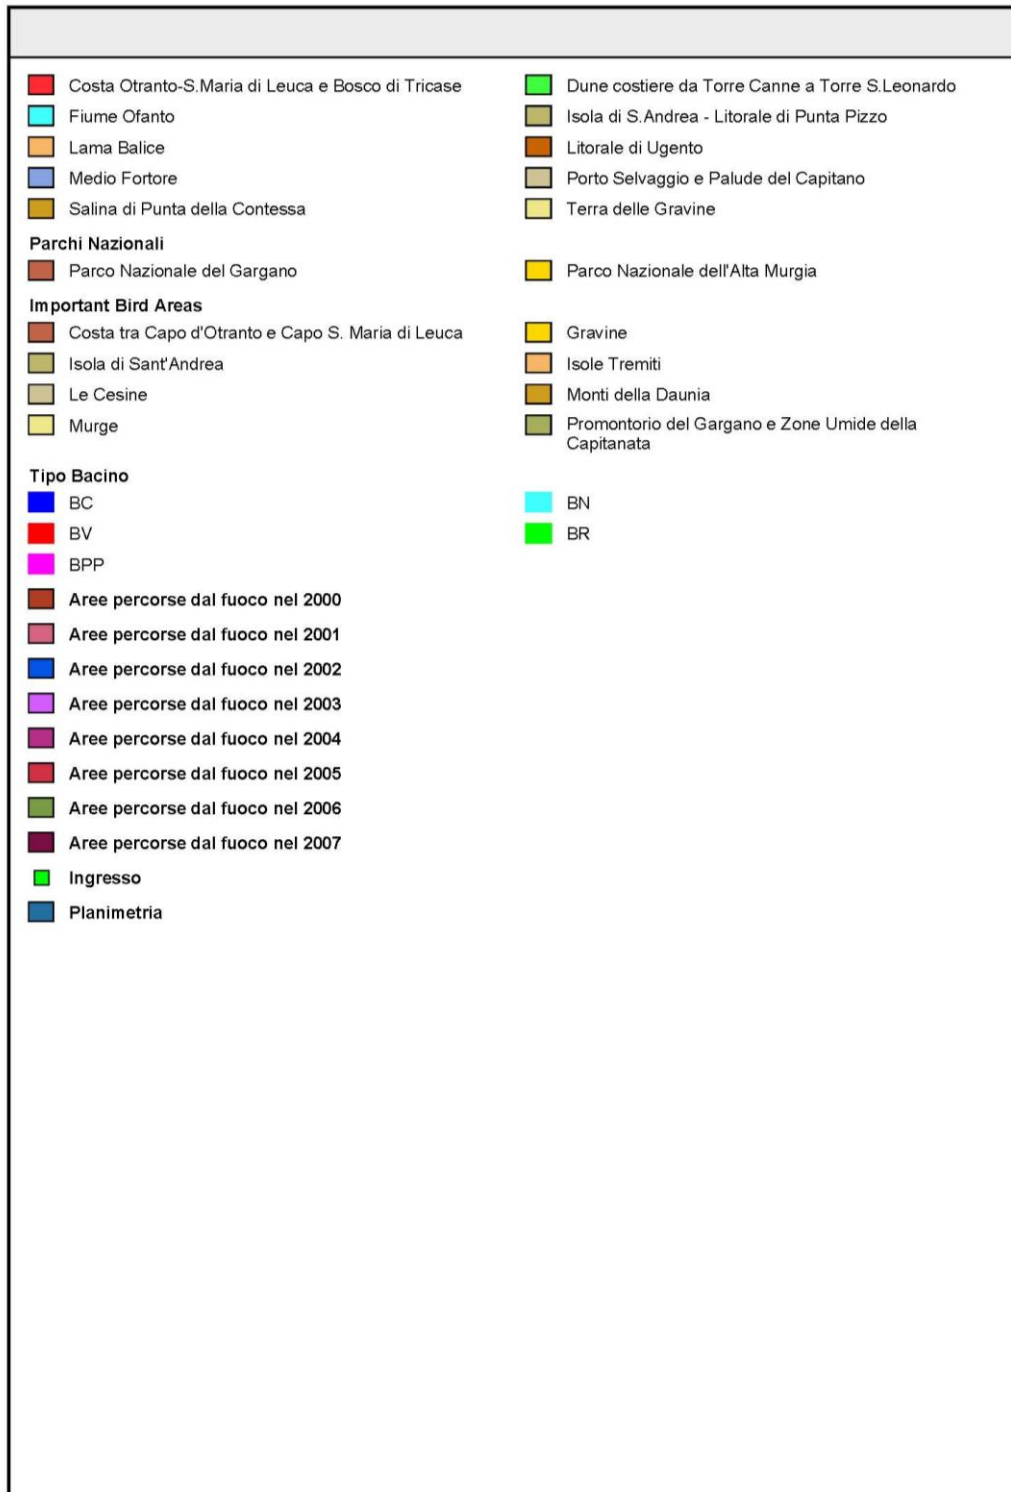 Costa Otranto-S.Maria di Leuca e Bosco di Tricase
Dune costiere da Torre Canne a Torre S.Leonardo
Fiume Ofanto
Isola di S.Andrea - Litorale di Punta Pizzo
Lama Balice
Litorale di Ugento
Medio Fortore
Porto Selvaggio e Palude del Capitano
Salina di Punta della Contessa
Terra delle Gravine
Parchi Nazionali
Parco Nazionale del Gargano
Parco Nazionale dell'Alta Murgia
Important Bird Areas
Costa tra Capo d'Otranto e Capo S. Maria di Leuca
Gravine
Isola di Sant'Andrea
Isole Tremiti
Le Cesine
Monti della Daunia
Murge
Promontorio del Gargano e Zone Umide della
Capitanata
Tipo Bacino
BC
BN
BV
BR
BPP
Aree percorse dal fuoco nel 2000
Aree percorse dal fuoco nel 2001
Aree percorse dal fuoco nel 2002
Aree percorse dal fuoco nel 2003
Aree percorse dal fuoco nel 2004
Aree percorse dal fuoco nel 2005
Aree percorse dal fuoco nel 2006
Aree percorse dal fuoco nel 2007
Ingresso
Planimetria